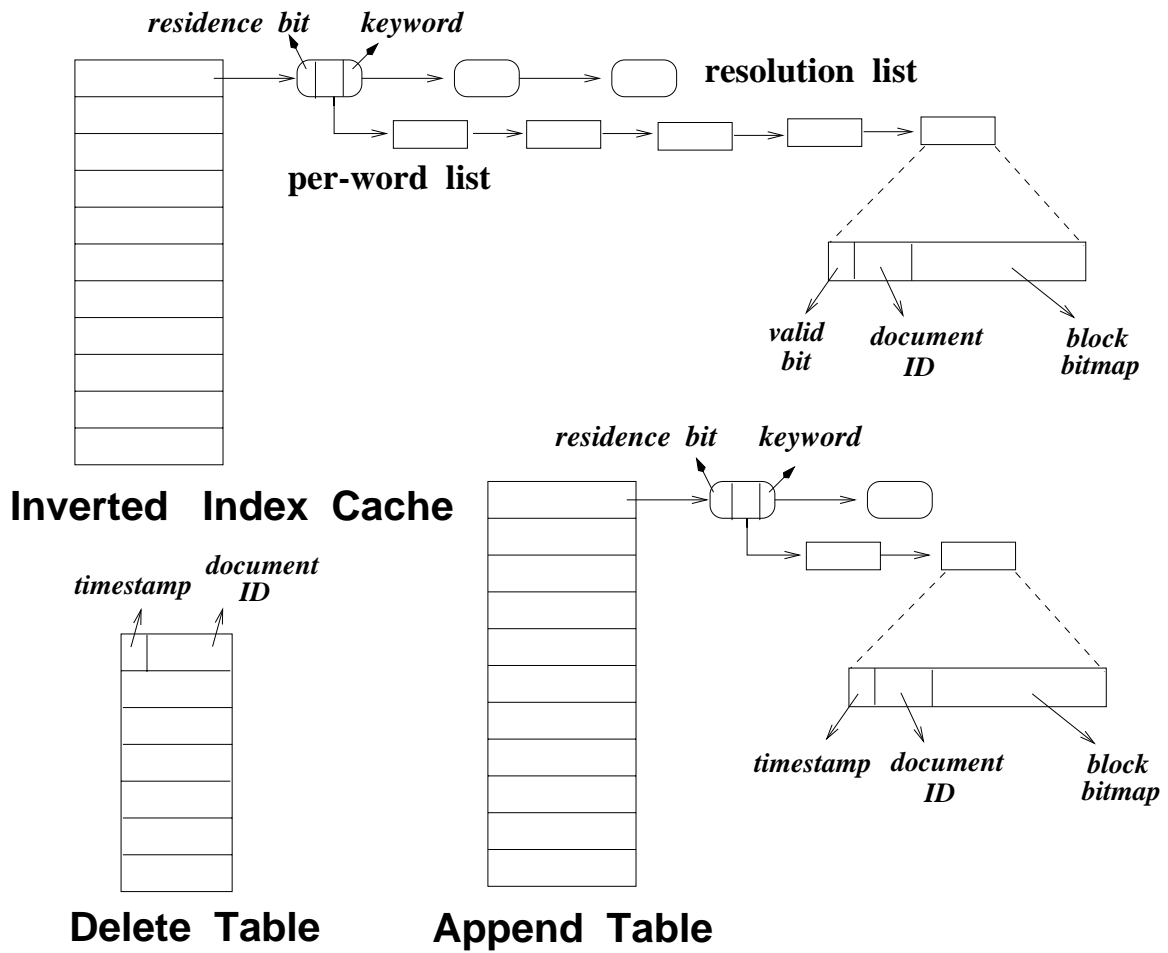 residence bit
keyword
resolution list
per-word list
valid
bit
document
ID
block
bitmap
Inverted Index Cache
residence bit
keyword
timestamp
document
ID
timestamp
document
ID
block
bitmap
Delete Table
Append Table